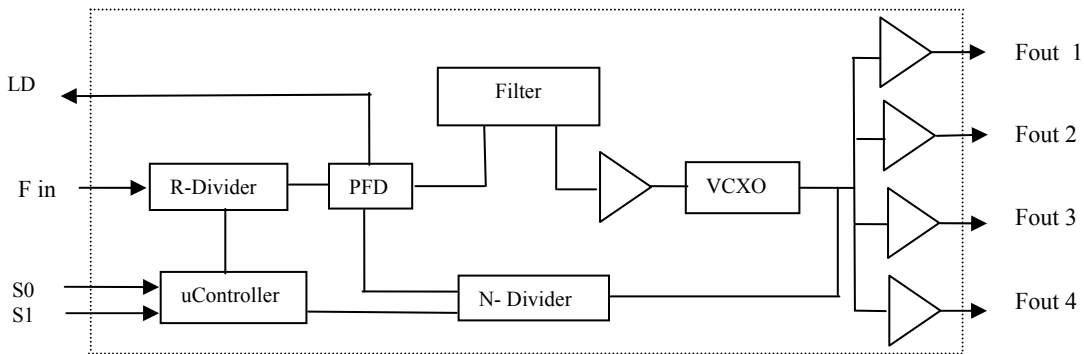 Fout 1
LD
Filter
Fout 2
F in
R-Divider
PFD
VCXO
Fout 3
S0
S1
uController
N- Divider
Fout 4